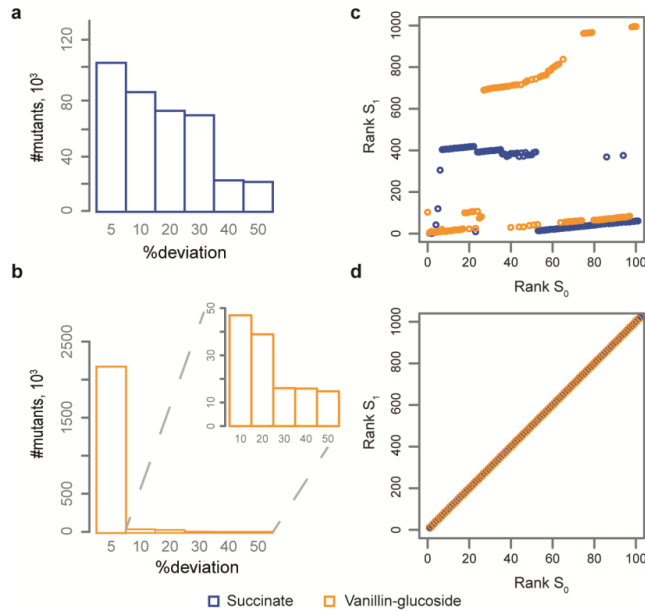 a
#mutants, 10³
120
80
40
20
0
5 10 20 30 40 50
%deviation
b
#mutants, 10³
2500
1500
500
0
5 10 20 30 40 50
%deviation
50
30
10
0
10 20 30 40 50
c
Rank S₁
1000
800
600
400
200
0
0 20 40 60 80 100
Rank S₀
d
Rank S₁
1000
800
600
400
200
0
0 20 40 60 80 100
Rank S₀
Succinate Vanillin-glucoside